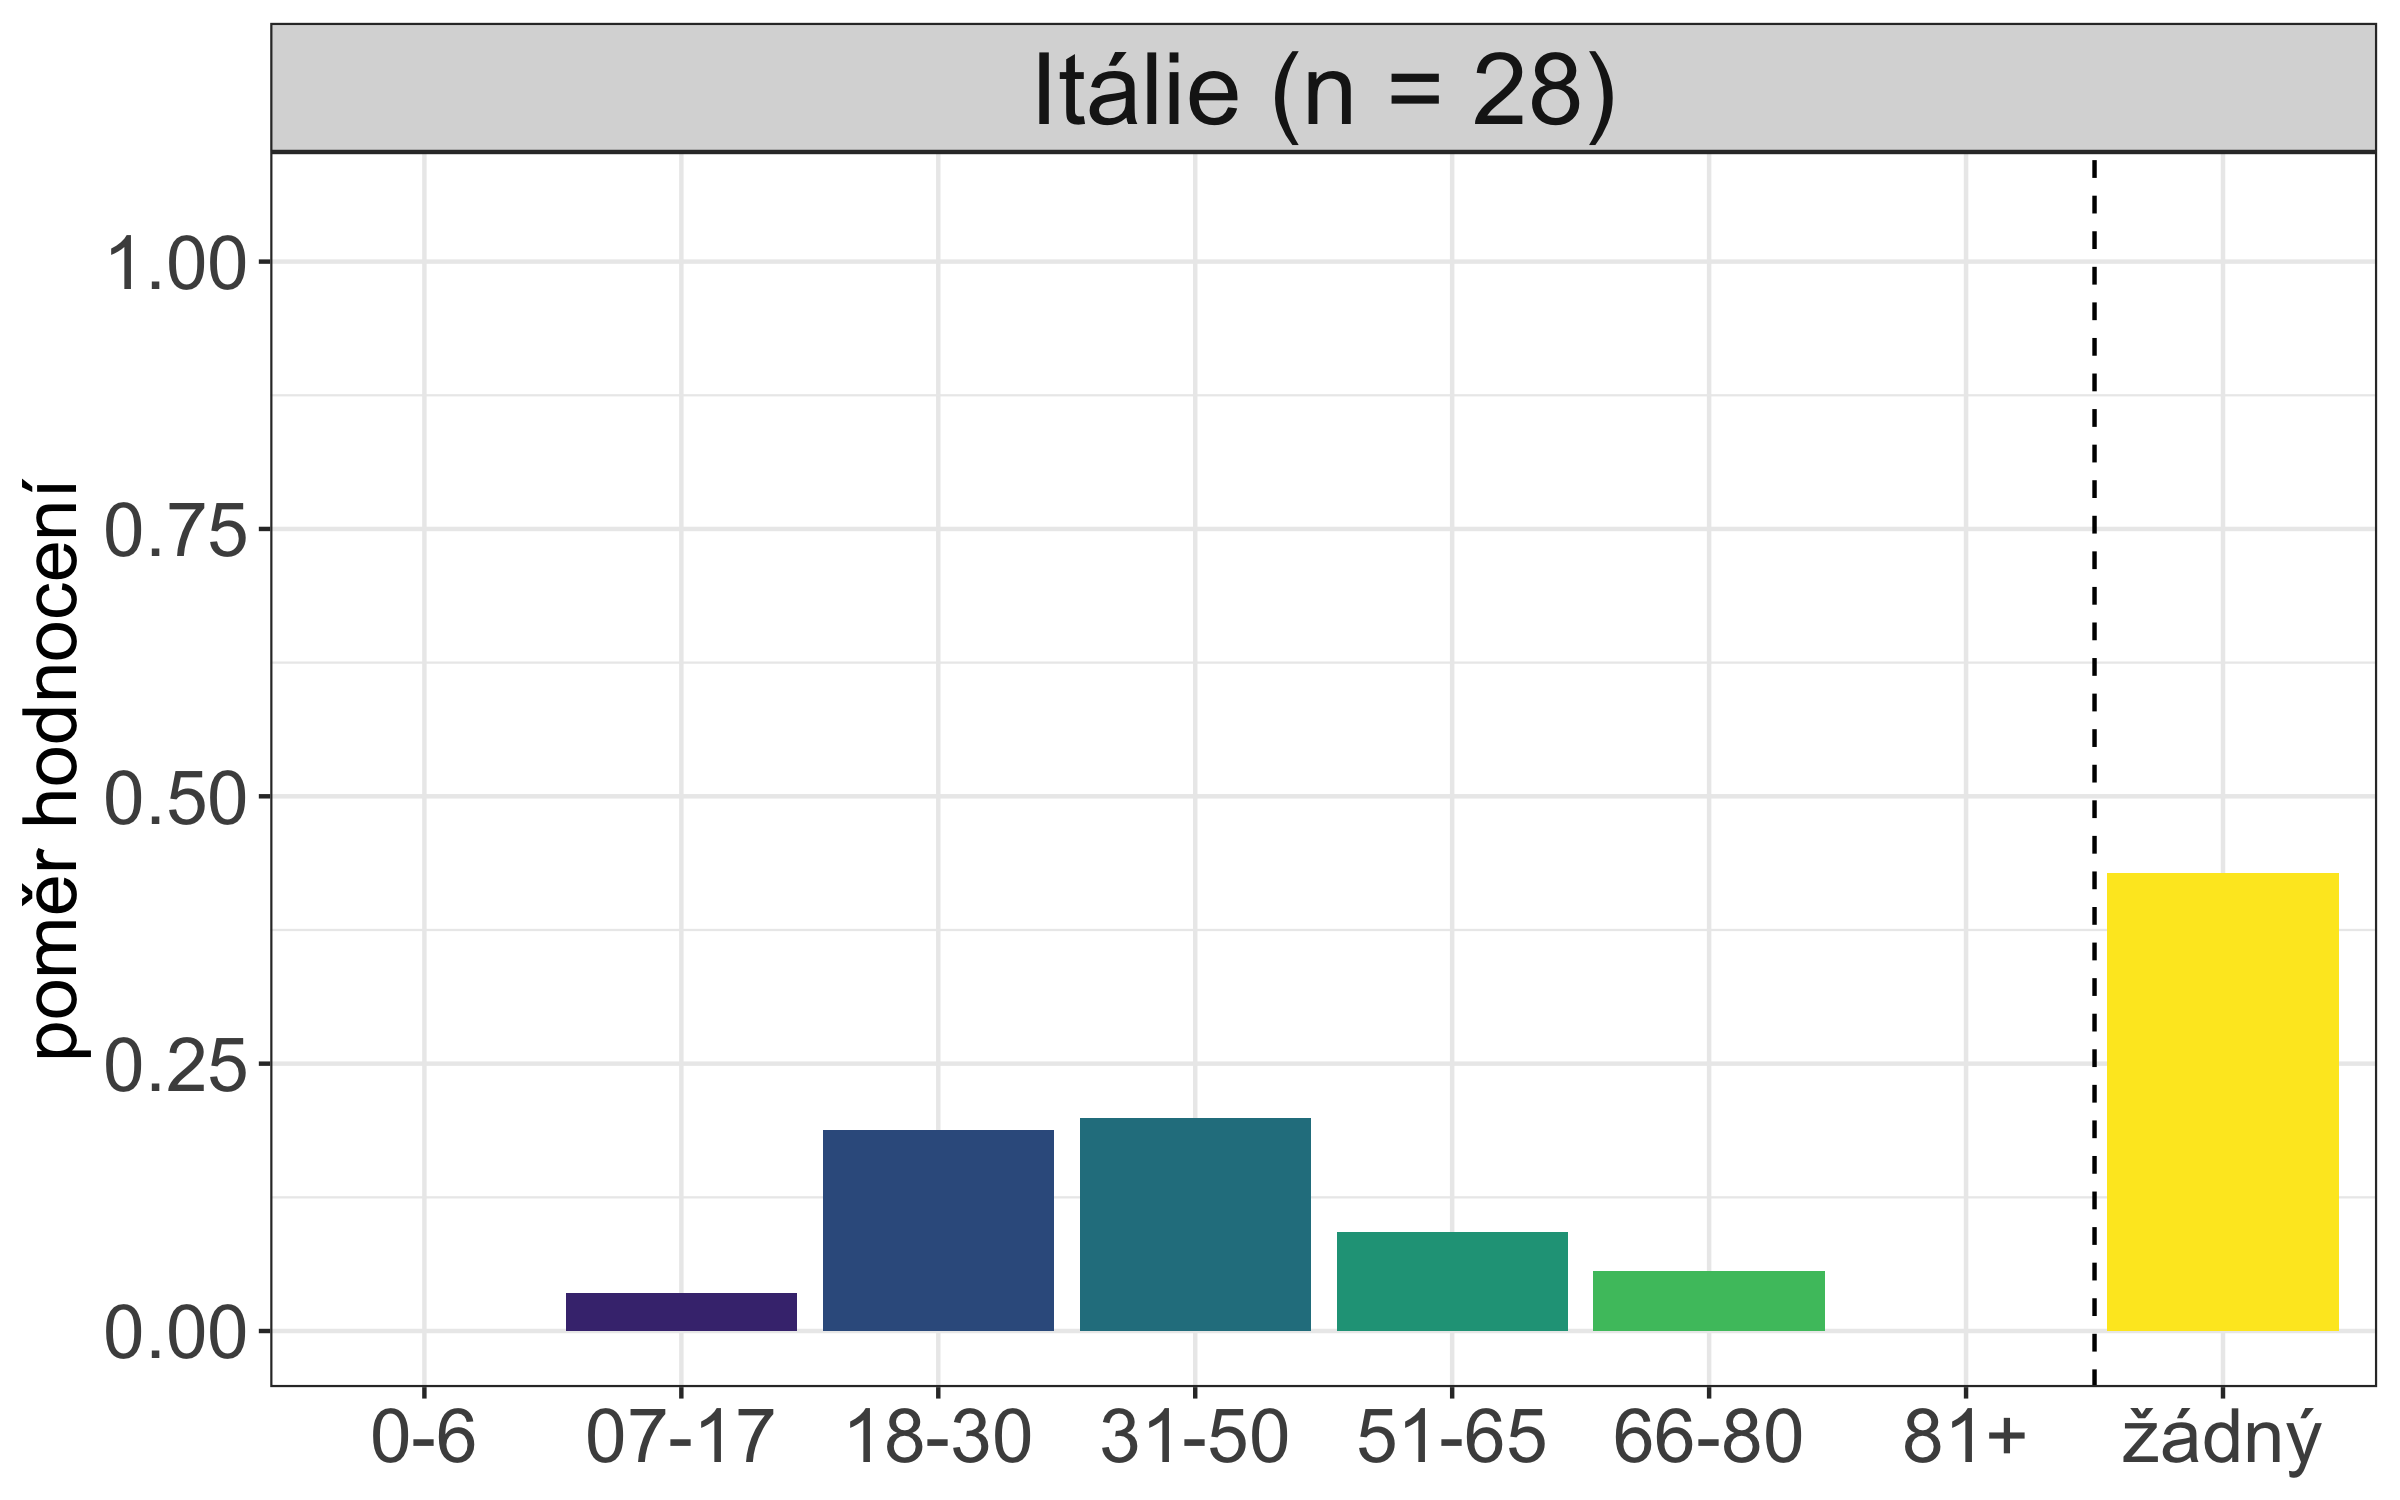 Itálie (n = 28)
poměr hodnocení
1.00
0.75
0.50
0.25
0.00
0-6 07-17 18-30 31-50 51-65 66-80 81+ žádný